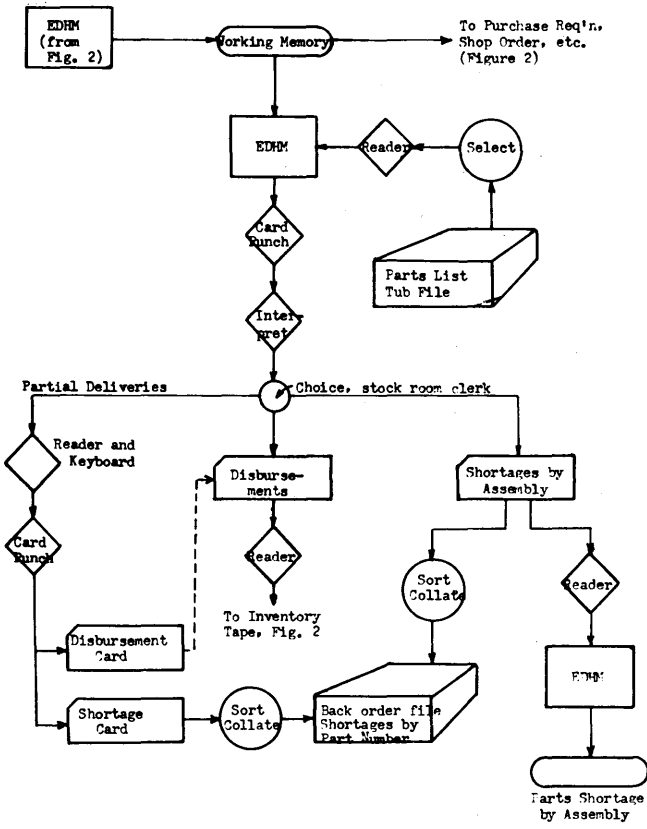 EDHM
(from
Fig. 2)
Working Memory
To Purchase Req'n,
Shop Order, etc.
(Figure 2)
EDHM
Reader
Select
Card
Punch
Parts List
Tub File
Inter-
pret
Partial Deliveries
Choice, stock room clerk
Reader and
Keyboard
Disburse-
ments
Shortages by
Assembly
Card
Punch
Reader
Sort
Collate
Reader
To Inventory
Tape, Fig. 2
Disbursement
Card
EDHM
Shortage
Card
Sort
Collate
Back order file
Shortages by
Part Number
Parts Shortage
by Assembly